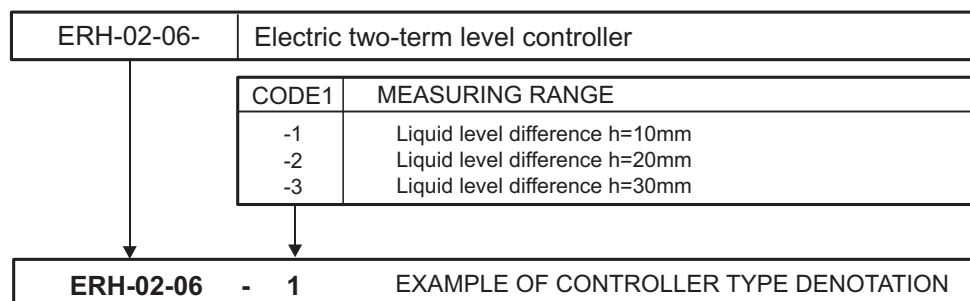 ERH-02-06- Electric two-term level controller
CODE1 MEASURING RANGE
-1 Liquid level difference h=10mm
-2 Liquid level difference h=20mm
-3 Liquid level difference h=30mm
ERH-02-06 - 1 EXAMPLE OF CONTROLLER TYPE DENOTATION